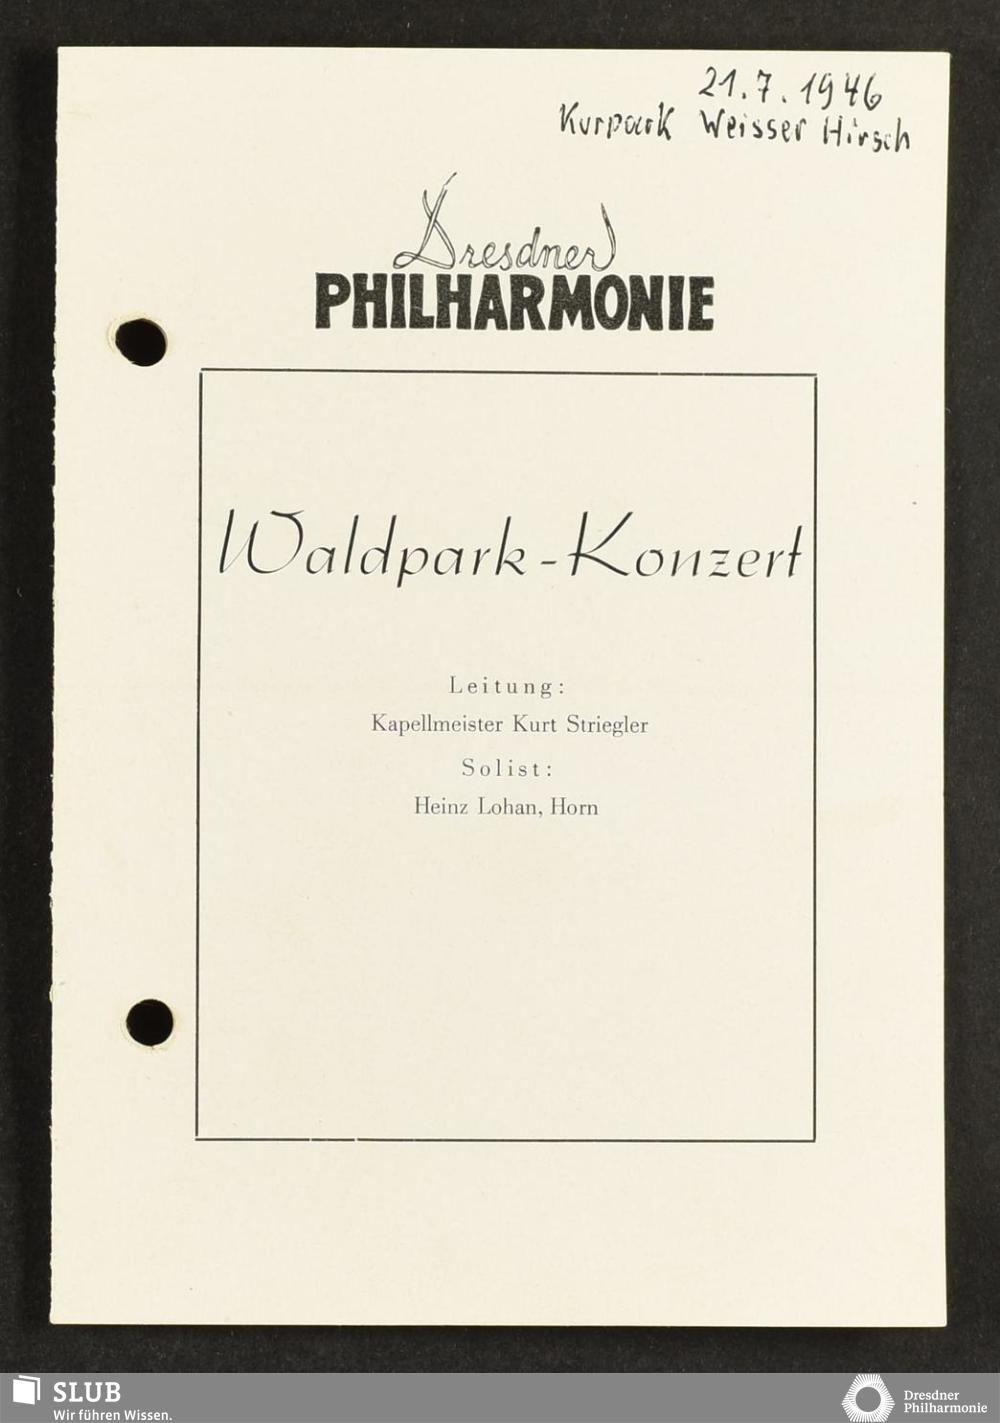 21.7.1946
Kurpark Weisser Hirsch
Dresdner
PHILHARMONIE
Waldpark-Konzert
Leitung:
Kapellmeister Kurt Striegler
Solist:
Heinz Lohan, Horn
SLUB
Wir führen Wissen.
Dresdner
Philharmonie